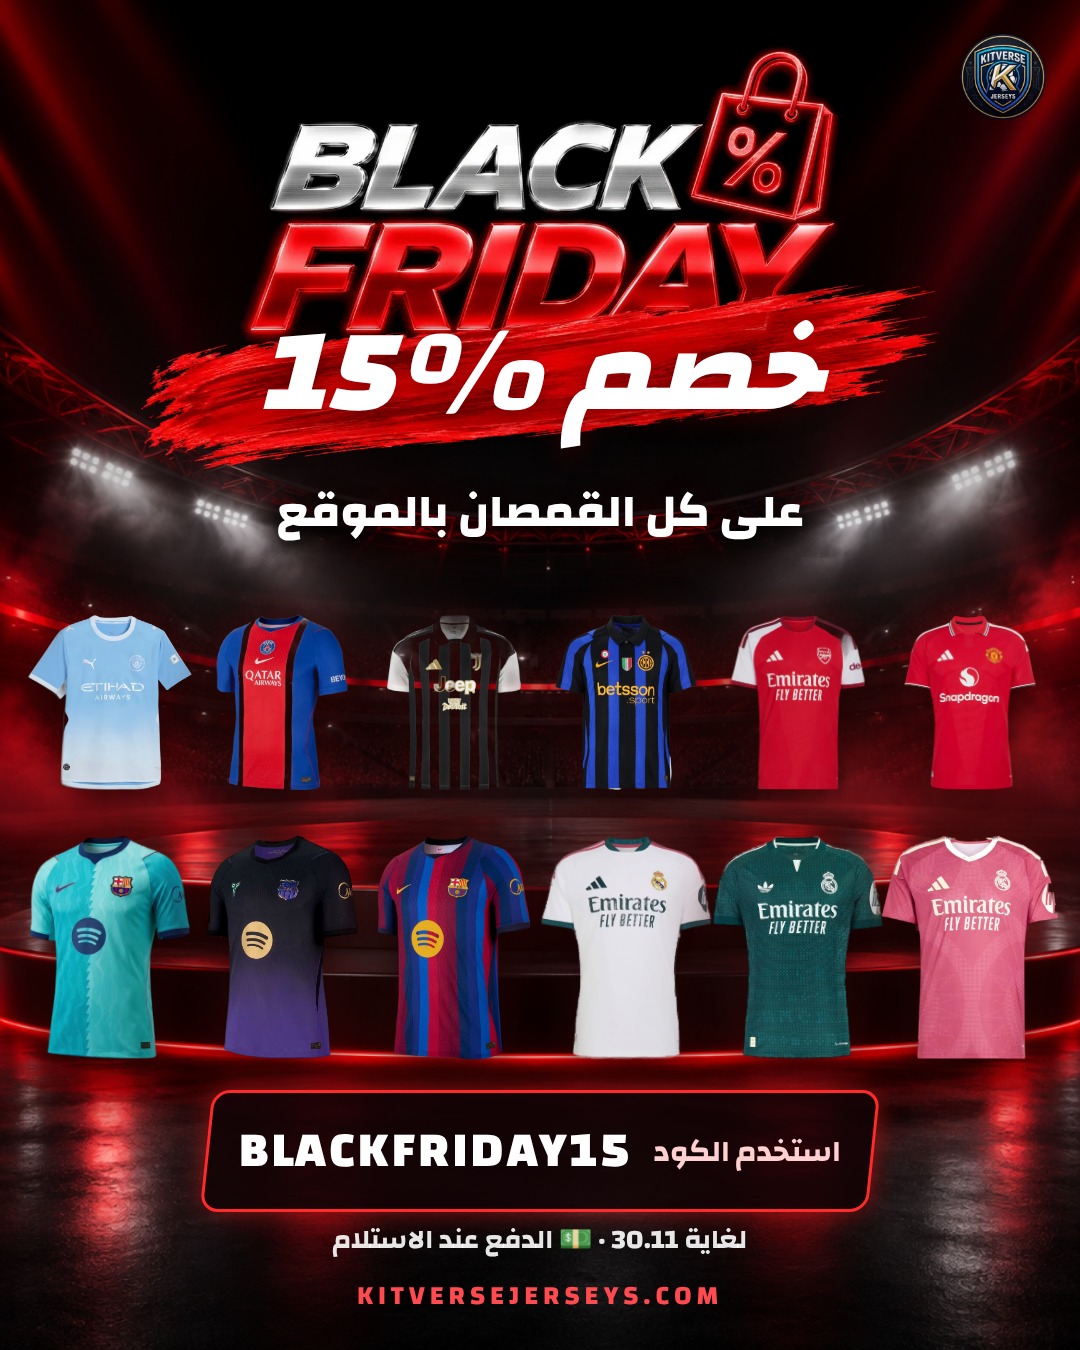 KITVERSE
K
JERSEYS
BLACK
%
FRIDAY
خصم 15%
على كل القمصان بالموقع
ETIHAD
AIRWAYS
QATAR
AIRWAYS
Jeep
betsson
.sport
Emirates
FLY BETTER
Snapdragon
Emirates
FLY BETTER
Emirates
FLY BETTER
Emirates
FLY BETTER
استخدم الكود BLACKFRIDAY15
لغاية 30.11 · 💵 الدفع عند الاستلام
KITVERSEJERSEYS.COM